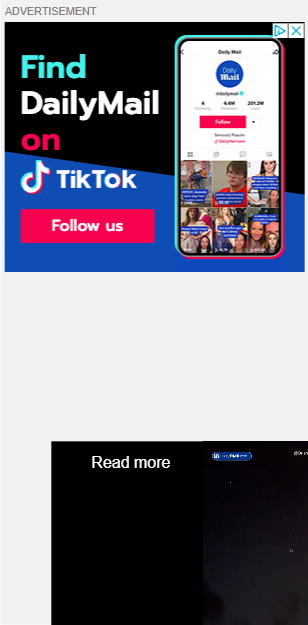 ADVERTISEMENT
Find
DailyMail
on
TikTok
Follow us
Daily Mail
Daily
Mail
@dailymail
4
4.4M
201.2M
Following
Followers
Likes
Follow
Seriously Popular
DailyMail.com
Read more